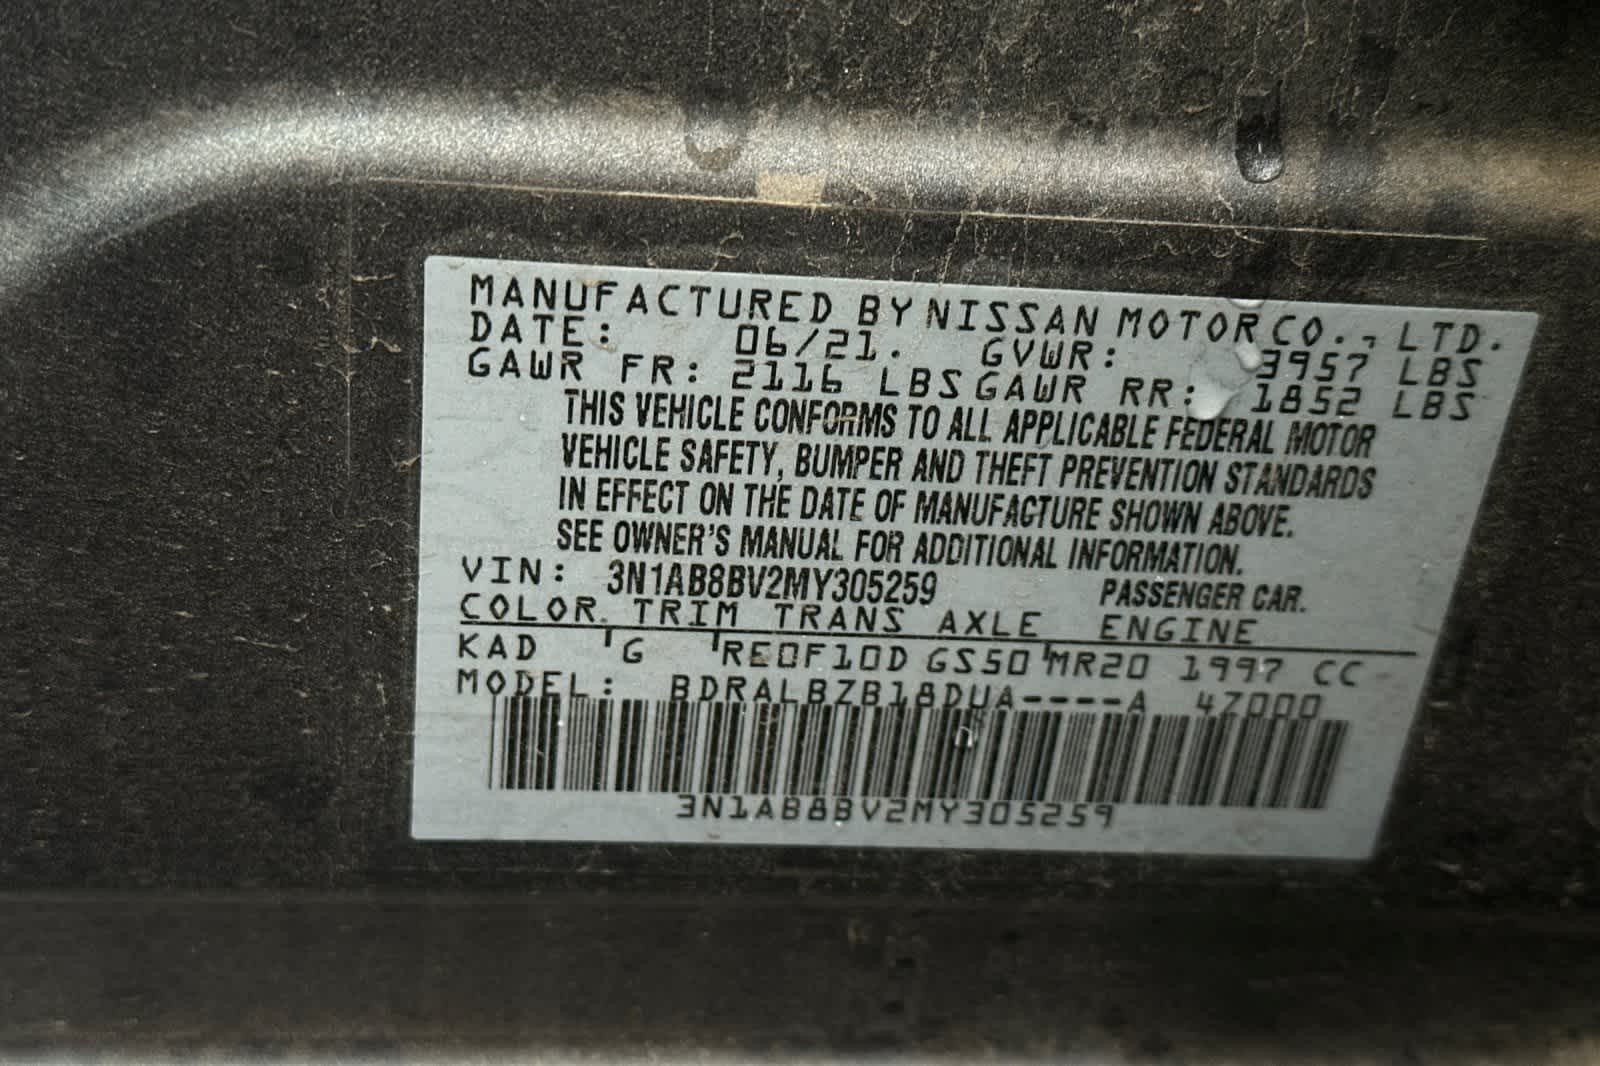 MANUFACTURED BY NISSAN MOTOR CO., LTD.
DATE: 06/21. GVWR: 3957 LBS
GAWR FR: 2116 LBS GAWR RR: 1852 LBS
THIS VEHICLE CONFORMS TO ALL APPLICABLE FEDERAL MOTOR
VEHICLE SAFETY, BUMPER AND THEFT PREVENTION STANDARDS
IN EFFECT ON THE DATE OF MANUFACTURE SHOWN ABOVE.
SEE OWNER'S MANUAL FOR ADDITIONAL INFORMATION.
VIN: 3N1AB8BV2MY305259 PASSENGER CAR.
COLOR TRIM TRANS AXLE ENGINE
KAD G RE0F10D GS50 MR20 1997 CC
MODEL: BDRALBZB18DUA----A 47000
3N1AB8BV2MY305259